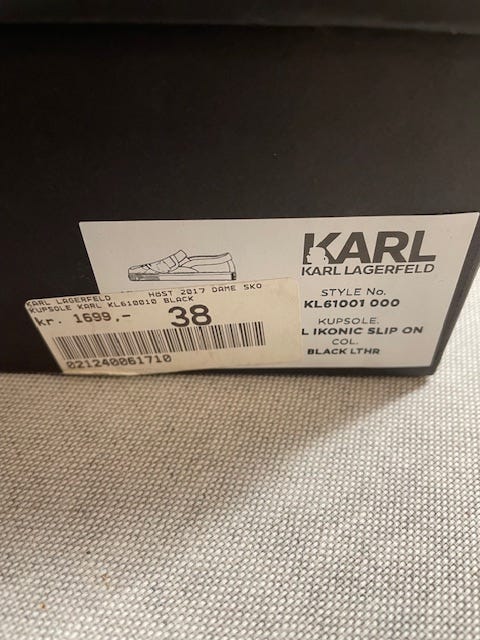 KARL
KARL LAGERFELD
STYLE No.
KL61001 000
KUPSOLE.
L IKONIC SLIP ON
COL.
BLACK LTHR
KARL LAGERFELD HØST 2017 DAME SKO
KUPSOLE KARL KL610010 BLACK
kr. 1699,- 38
021240061710